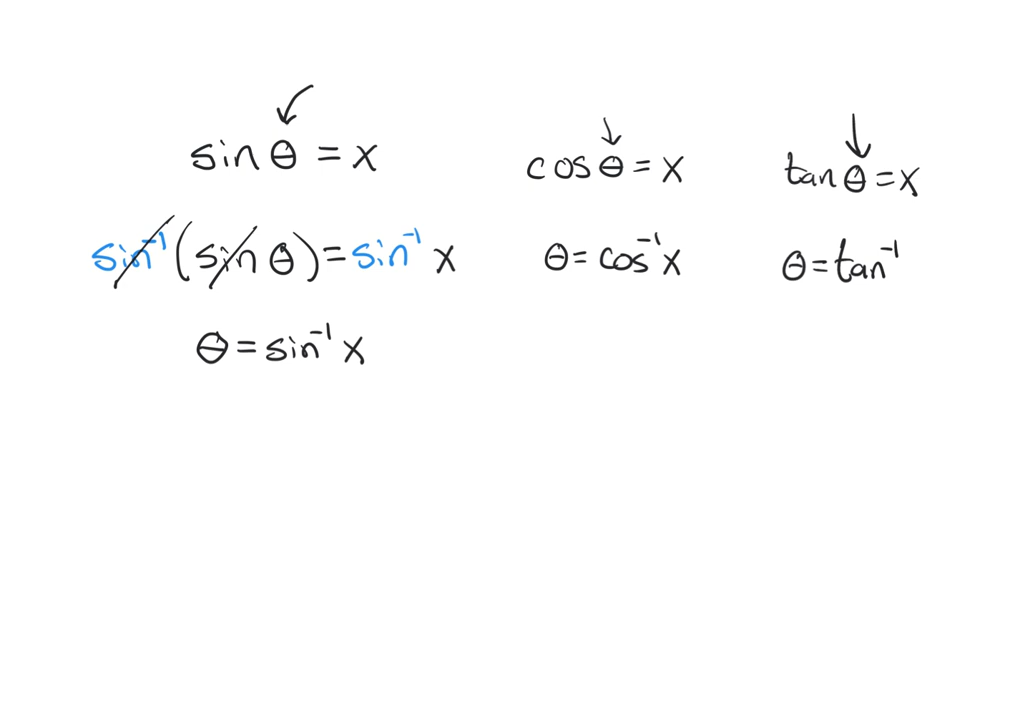 sin θ = x
sin⁻¹(sin θ) = sin⁻¹ x
θ = sin⁻¹ x
cos θ = x
θ = cos⁻¹ x
tan θ = x
θ = tan⁻¹